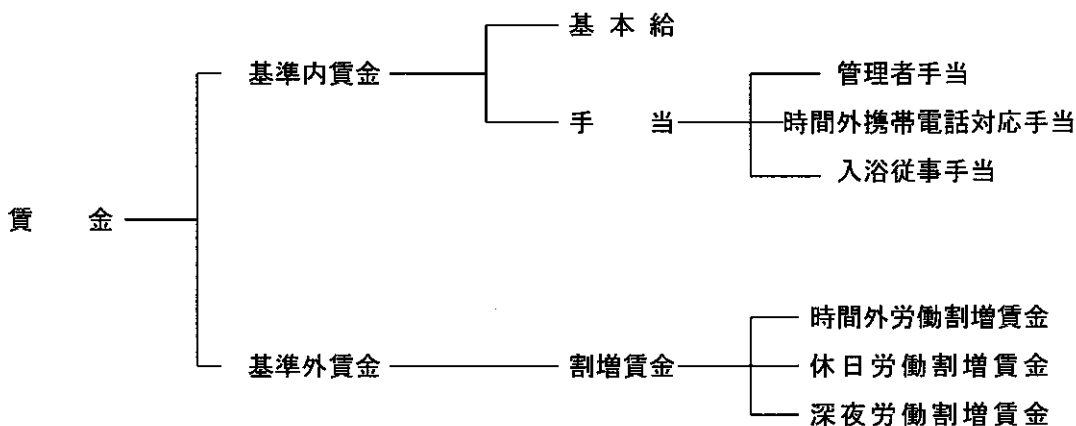 基本給
基準内賃金
管理者手当
手当
時間外携帯電話対応手当
入浴従事手当
賃金
時間外労働割増賃金
基準外賃金
割増賃金
休日労働割増賃金
深夜労働割増賃金